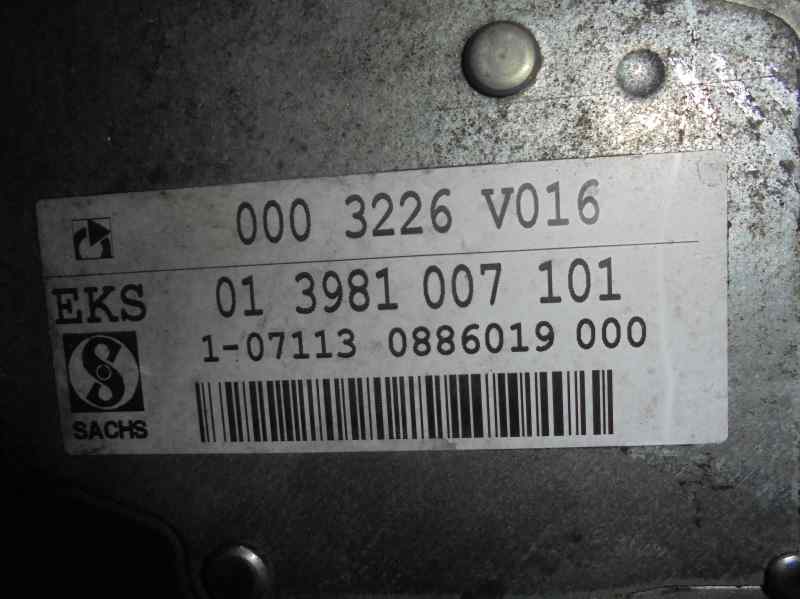 000 3226 V016
EKS 01 3981 007 101
1-07113 0886019 000
S
SACHS